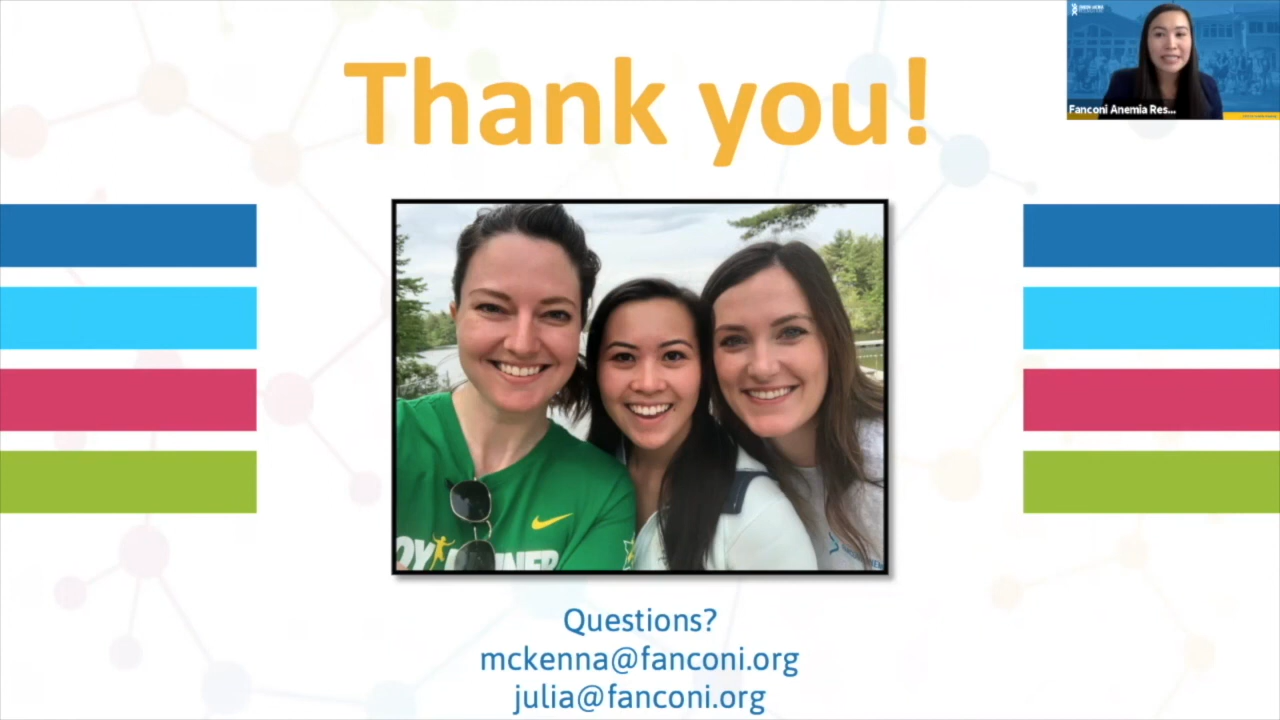 Thank you!
Fanconi Anemia Res...
Questions?
mckenna@fanconi.org
julia@fanconi.org